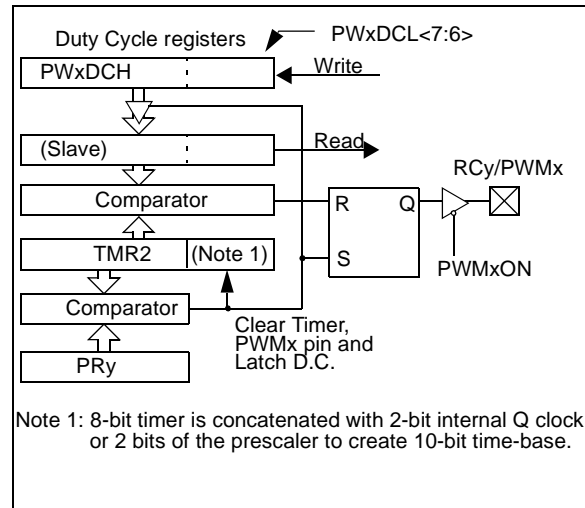 Duty Cycle registers
PWxDCL<7:6>
PWxDCH
Write
(Slave)
Read
RCy/PWMx
Comparator
R
Q
TMR2
(Note 1)
S
PWMxON
Comparator
Clear Timer,
PWMx pin and
Latch D.C.
PRy
Note 1: 8-bit timer is concatenated with 2-bit internal Q clock
or 2 bits of the prescaler to create 10-bit time-base.